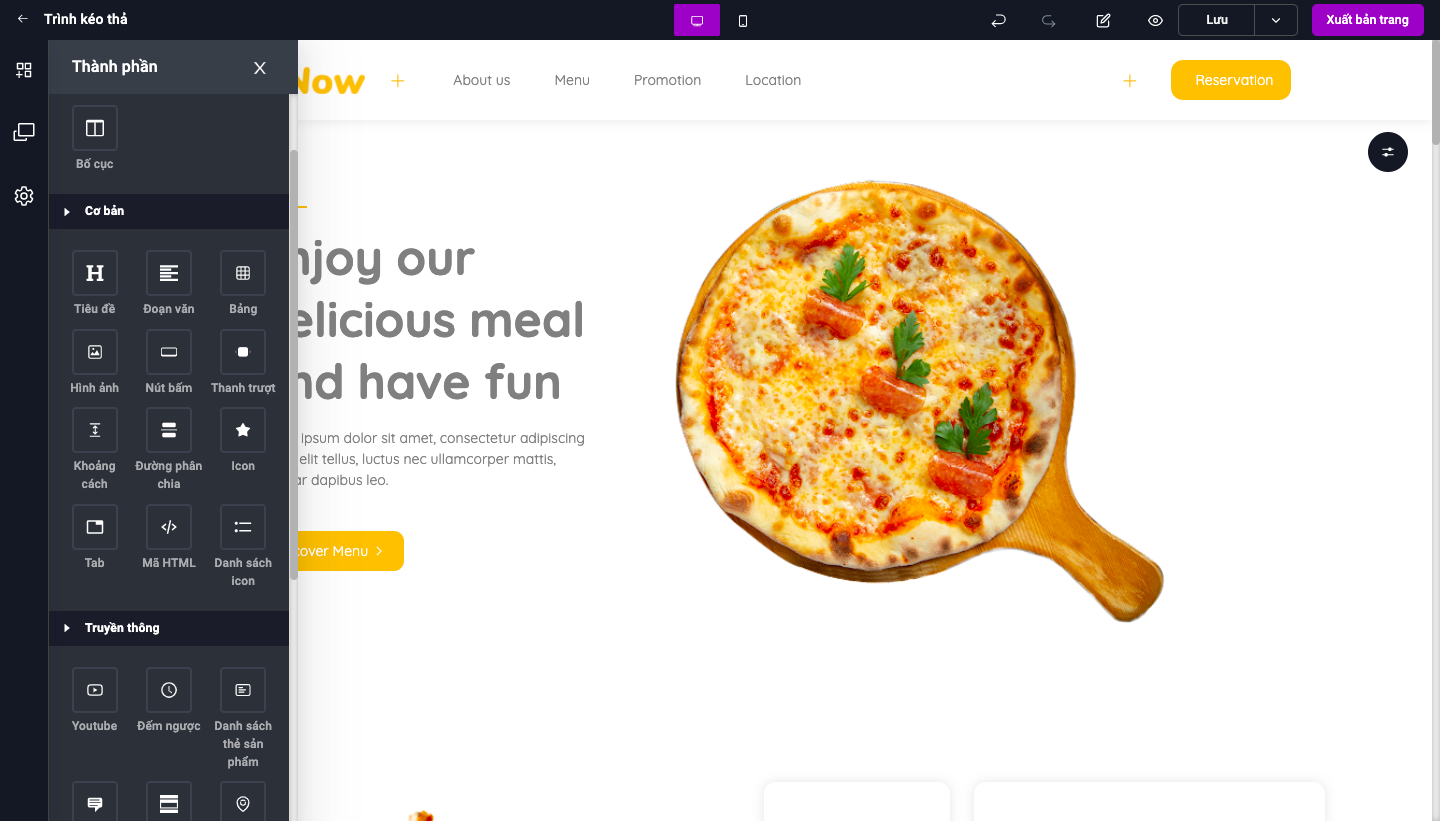 Trình kéo thả
Lưu
Xuất bản trang
Thành phần
Bố cục
Cơ bản
Tiêu đề
Đoạn văn
Bảng
Hình ảnh
Nút bấm
Thanh trượt
Khoảng
cách
Đường phân
chia
Icon
Tab
Mã HTML
Danh sách
icon
Truyền thông
Youtube
Đếm ngược
Danh sách
thẻ sản
phẩm
Now
About us
Menu
Promotion
Location
Reservation
njoy our
elicious meal
nd have fun
ipsum dolor sit amet, consectetur adipiscing
elit tellus, luctus nec ullamcorper mattis,
ar dapibus leo.
cover Menu